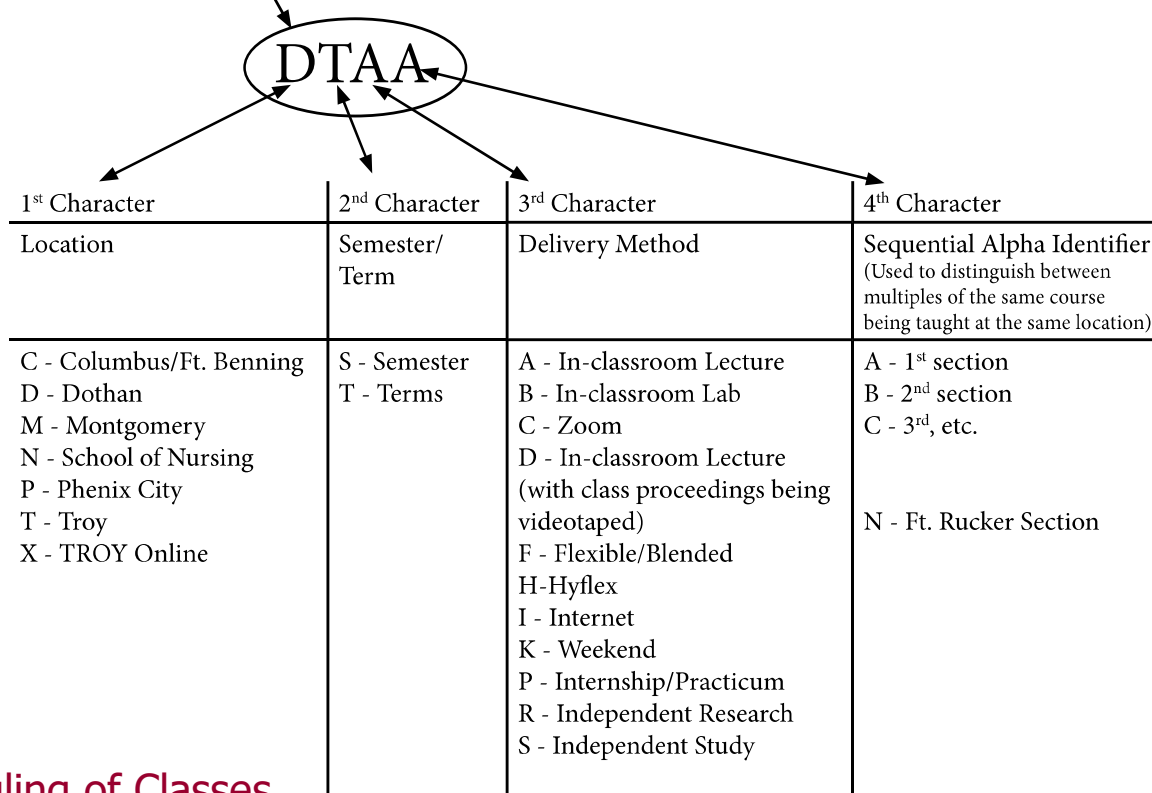 DTAA
1st Character
2nd Character
3rd Character
4th Character
Location
Semester/
Term
Delivery Method
Sequential Alpha Identifier
(Used to distinguish between
multiples of the same course
being taught at the same location)
C - Columbus/Ft. Benning
D - Dothan
M - Montgomery
N - School of Nursing
P - Phenix City
T - Troy
X - TROY Online
S - Semester
T - Terms
A - In-classroom Lecture
B - In-classroom Lab
C - Zoom
D - In-classroom Lecture
(with class proceedings being
videotaped)
F - Flexible/Blended
H-Hyflex
I - Internet
K - Weekend
P - Internship/Practicum
R - Independent Research
S - Independent Study
A - 1st section
B - 2nd section
C - 3rd, etc.
N - Ft. Rucker Section
of Classes